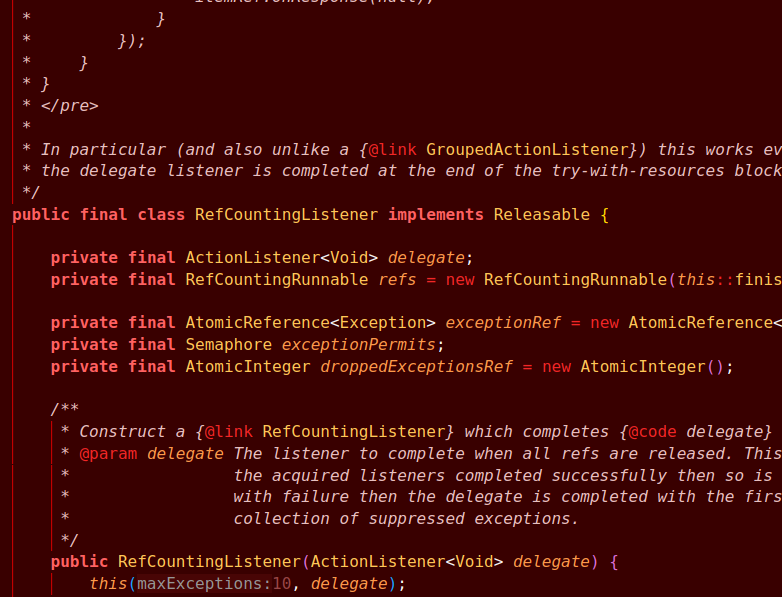 itemRef.onResponse(null);
* }
* });
* }
* }
* </pre>
*
* In particular (and also unlike a {@link GroupedActionListener}) this works ev
* the delegate listener is completed at the end of the try-with-resources block
*/
public final class RefCountingListener implements Releasable {
private final ActionListener<Void> delegate;
private final RefCountingRunnable refs = new RefCountingRunnable(this::finis
private final AtomicReference<Exception> exceptionRef = new AtomicReference<
private final Semaphore exceptionPermits;
private final AtomicInteger droppedExceptionsRef = new AtomicInteger();
/**
* Construct a {@link RefCountingListener} which completes {@code delegate}
* @param delegate The listener to complete when all refs are released. This
* the acquired listeners completed successfully then so is
* with failure then the delegate is completed with the firs
* collection of suppressed exceptions.
*/
public RefCountingListener(ActionListener<Void> delegate) {
this(maxExceptions:10, delegate);